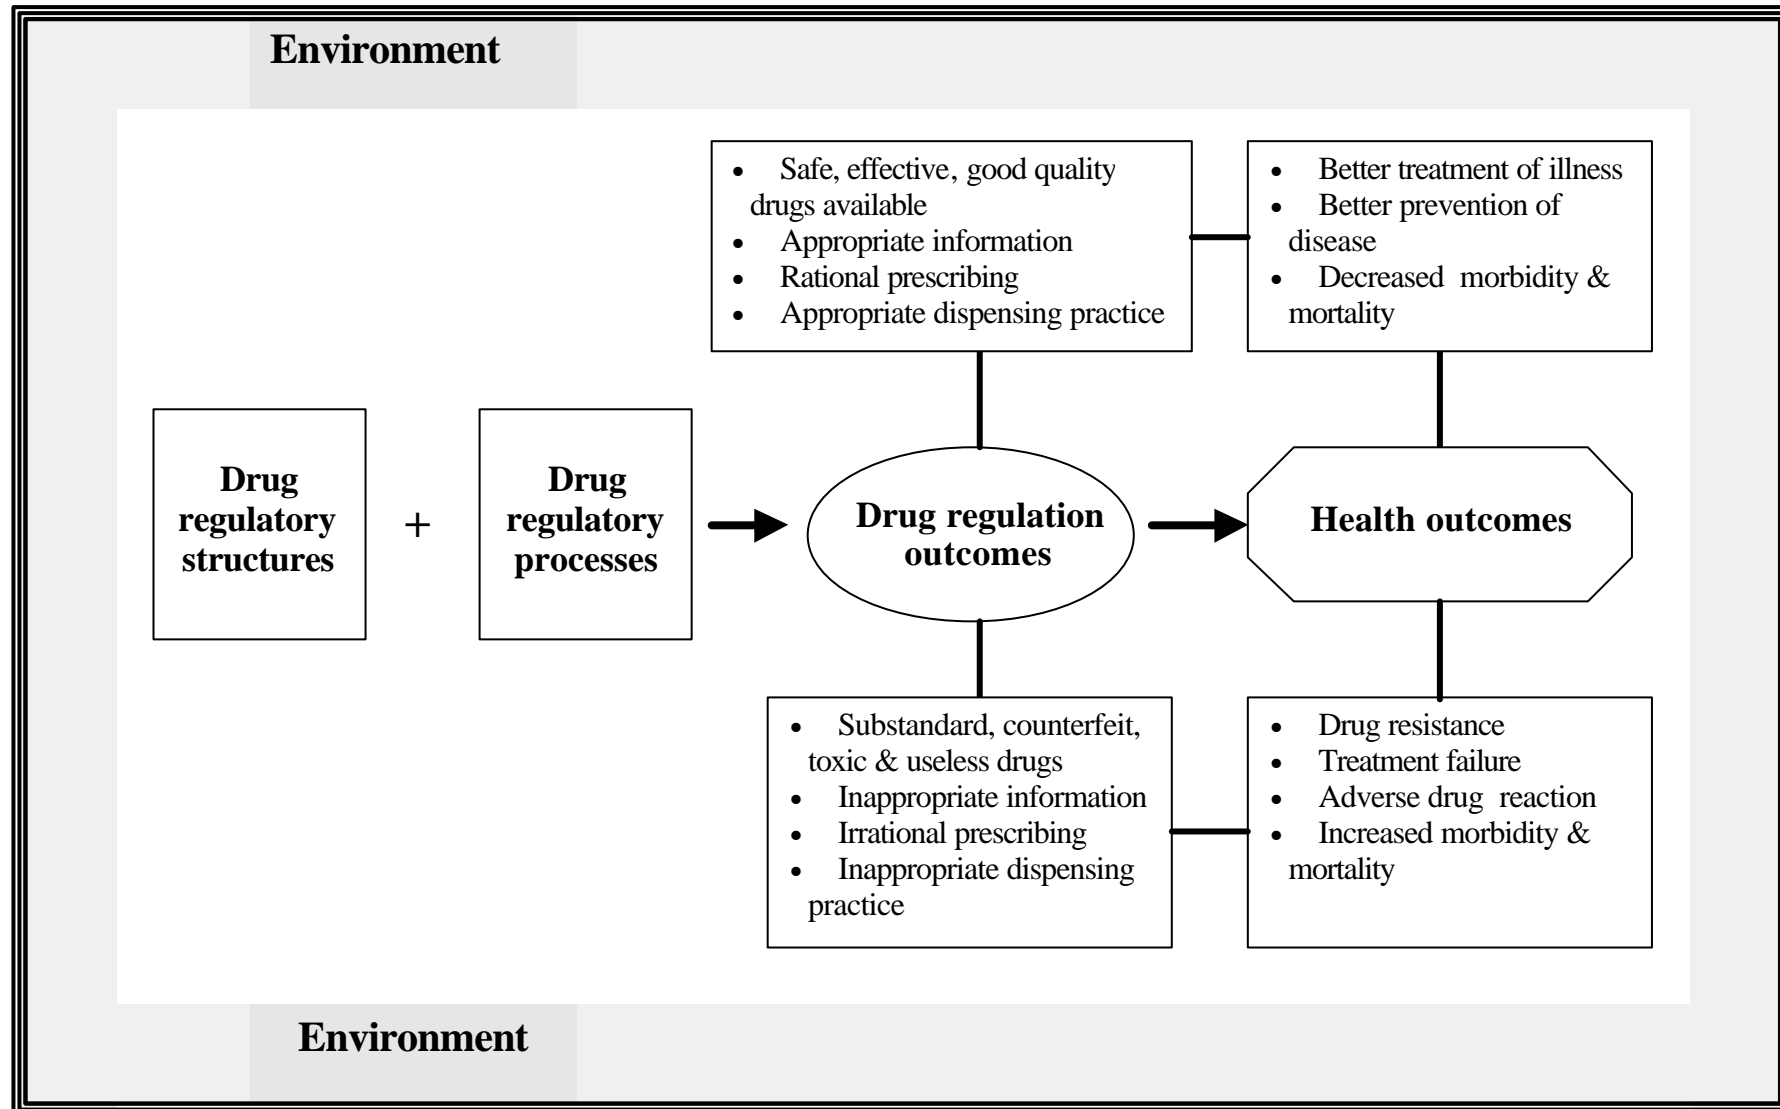 Environment
• Safe, effective, good quality
drugs available
• Appropriate information
• Rational prescribing
• Appropriate dispensing practice
• Better treatment of illness
• Better prevention of
disease
• Decreased morbidity &
mortality
Drug
regulatory
structures
+
Drug
regulatory
processes
Drug regulation
outcomes
Health outcomes
• Substandard, counterfeit,
toxic & useless drugs
• Inappropriate information
• Irrational prescribing
• Inappropriate dispensing
practice
• Drug resistance
• Treatment failure
• Adverse drug reaction
• Increased morbidity &
mortality
Environment